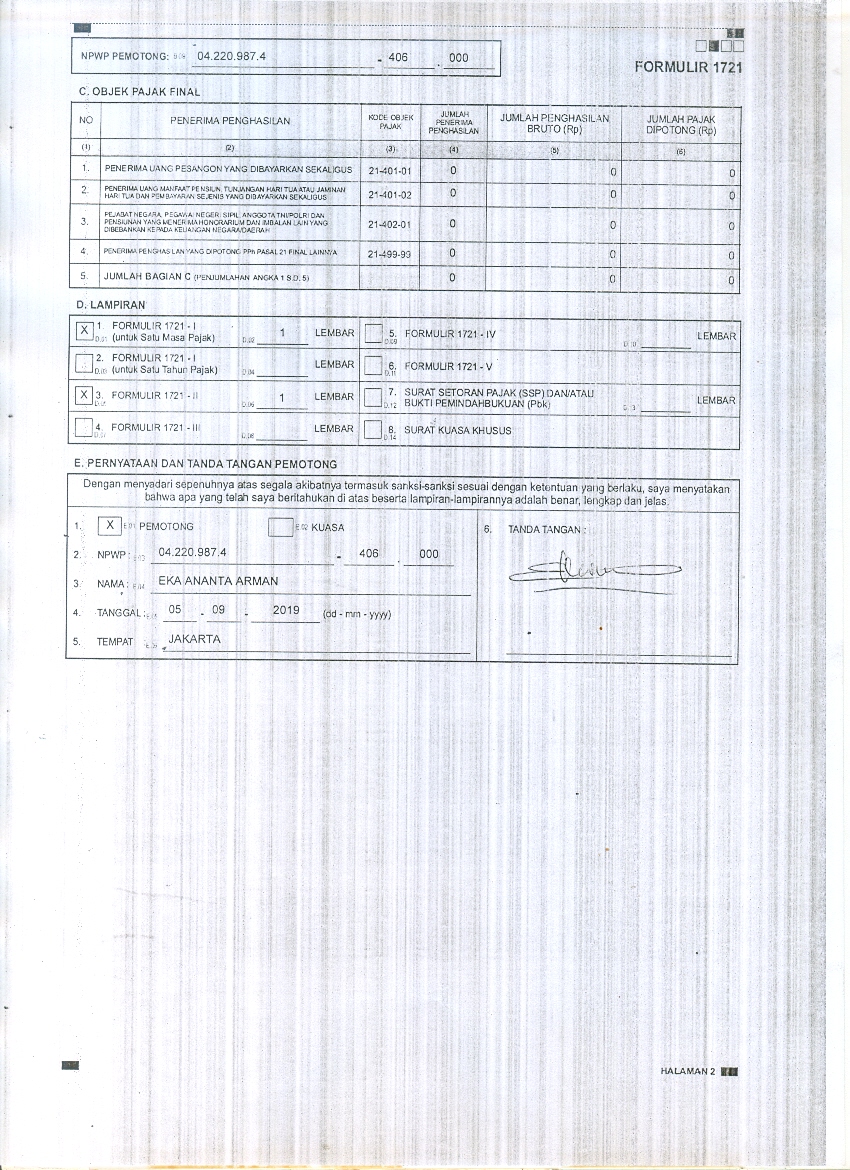 NPWP PEMOTONG: 04.220.987.4 - 406 . 000
FORMULIR 1721
C. OBJEK PAJAK FINAL
NO PENERIMA PENGHASILAN KODE OBJEK PAJAK JUMLAH PENERIMA PENGHASILAN JUMLAH PENGHASILAN BRUTO (Rp) JUMLAH PAJAK DIPOTONG (Rp)
(1) (2) (3) (4) (5) (6)
1. PENERIMA UANG PESANGON YANG DIBAYARKAN SEKALIGUS 21-401-01 0 0 0
2. PENERIMA UANG MANFAAT PENSIUN, TUNJANGAN HARI TUA ATAU JAMINAN
HARI TUA DAN PEMBAYARAN SEJENIS YANG DIBAYARKAN SEKALIGUS 21-401-02 0 0 0
3. PEJABAT NEGARA, PEGAWAI NEGERI SIPIL, ANGGOTA TNI/POLRI DAN
PENSIUNAN YANG MENERIMA HONORARIUM DAN IMBALAN LAIN YANG
DIBEBANKAN KEPADA KEUANGAN NEGARA/DAERAH 21-402-01 0 0 0
4. PENERIMA PENGHASILAN YANG DIPOTONG PPh PASAL 21 FINAL LAINNYA 21-499-99 0 0 0
5. JUMLAH BAGIAN C (PENJUMLAHAN ANGKA 1 S.D. 5) 0 0 0
D. LAMPIRAN
X 1. FORMULIR 1721 - I
(untuk Satu Masa Pajak) D.01 D.02 1 LEMBAR
2. FORMULIR 1721 - I
(untuk Satu Tahun Pajak) D.03 D.04 LEMBAR
X 3. FORMULIR 1721 - II D.06 1 LEMBAR
4. FORMULIR 1721 - III D.08 LEMBAR
5. FORMULIR 1721 - IV D.09 LEMBAR
6. FORMULIR 1721 - V D.11
7. SURAT SETORAN PAJAK (SSP) DAN/ATAU
BUKTI PEMINDAHBUKUAN (Pbk) D.12 LEMBAR
8. SURAT KUASA KHUSUS D.14
E. PERNYATAAN DAN TANDA TANGAN PEMOTONG
Dengan menyadari sepenuhnya atas segala akibatnya termasuk sanksi-sanksi sesuai dengan ketentuan yang berlaku, saya menyatakan
bahwa apa yang telah saya beritahukan di atas beserta lampiran-lampirannya adalah benar, lengkap dan jelas.
1. X E.01 PEMOTONG E.02 KUASA
2. NPWP : E.03 04.220.987.4 - 406 . 000
3. NAMA : E.04 EKA ANANTA ARMAN
4. TANGGAL : 05 - 09 - 2019 (dd - mm - yyyy)
5. TEMPAT JAKARTA
6. TANDA TANGAN :
HALAMAN 2